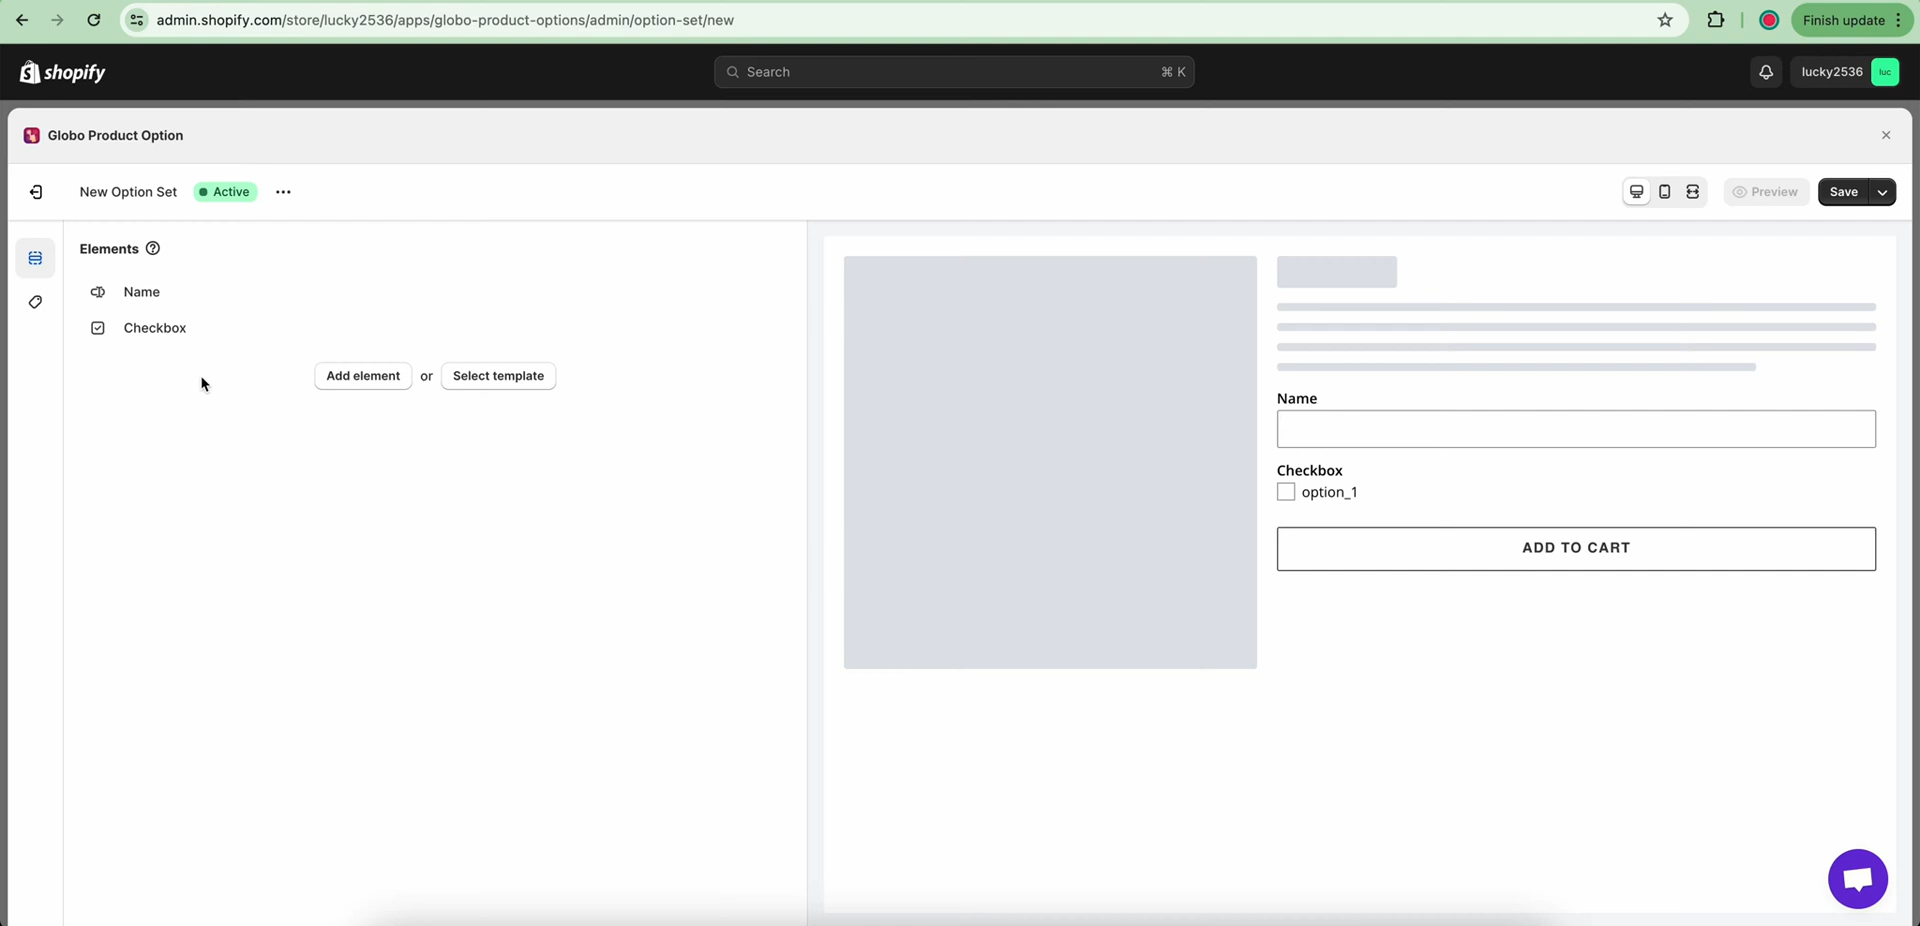 admin.shopify.com/store/lucky2536/apps/globo-product-options/admin/option-set/new
Finish update
shopify
Search
⌘ K
lucky2536
luc
Globo Product Option
New Option Set
Active
Preview
Save
Elements
Name
Checkbox
Add element or Select template
Name
Checkbox
option_1
ADD TO CART